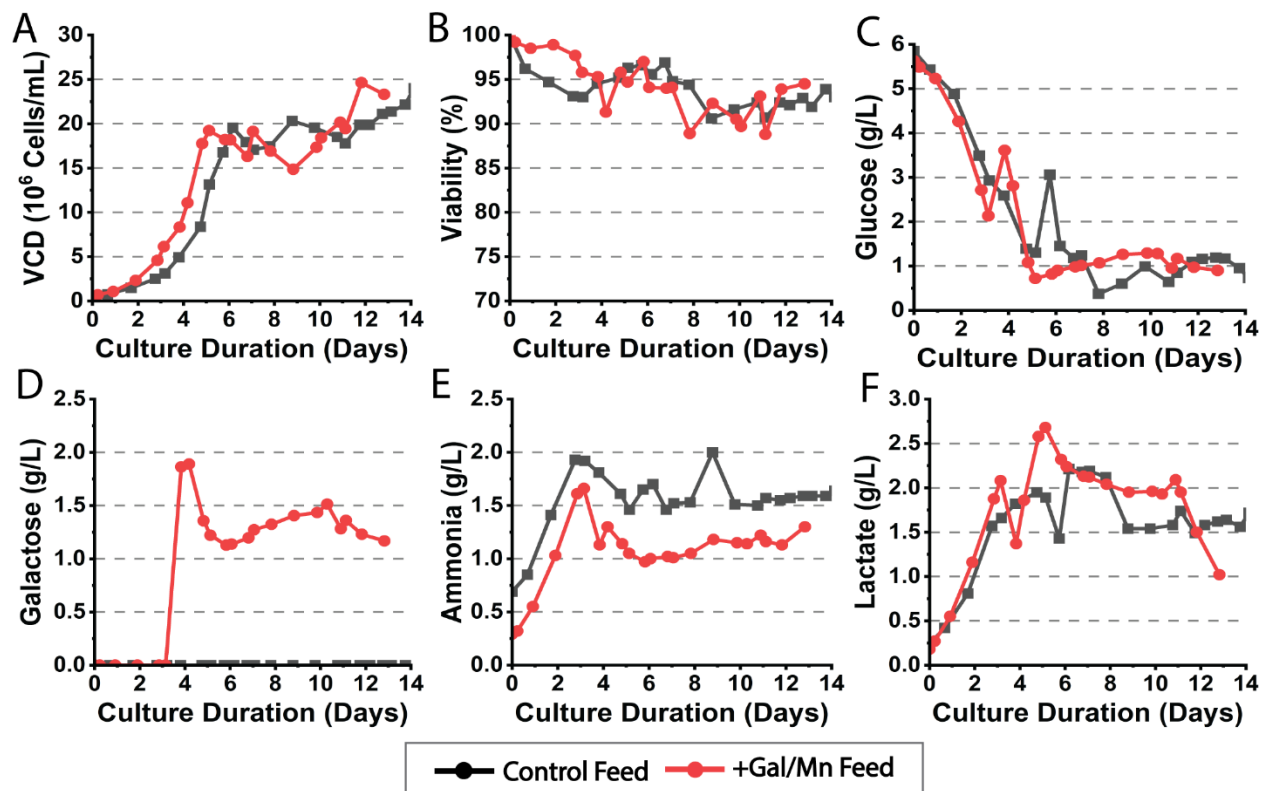 A
VCD (10⁶ Cells/mL)
30
25
20
15
10
5
0
0 2 4 6 8 10 12 14
Culture Duration (Days)
B
Viability (%)
100
95
90
85
80
75
70
0 2 4 6 8 10 12 14
Culture Duration (Days)
C
Glucose (g/L)
6
5
4
3
2
1
0
0 2 4 6 8 10 12 14
Culture Duration (Days)
D
Galactose (g/L)
2.5
2.0
1.5
1.0
0.5
0.0
0 2 4 6 8 10 12 14
Culture Duration (Days)
E
Ammonia (g/L)
2.5
2.0
1.5
1.0
0.5
0.0
0 2 4 6 8 10 12 14
Culture Duration (Days)
F
Lactate (g/L)
3.0
2.5
2.0
1.5
1.0
0.5
0.0
0 2 4 6 8 10 12 14
Culture Duration (Days)
Control Feed +Gal/Mn Feed